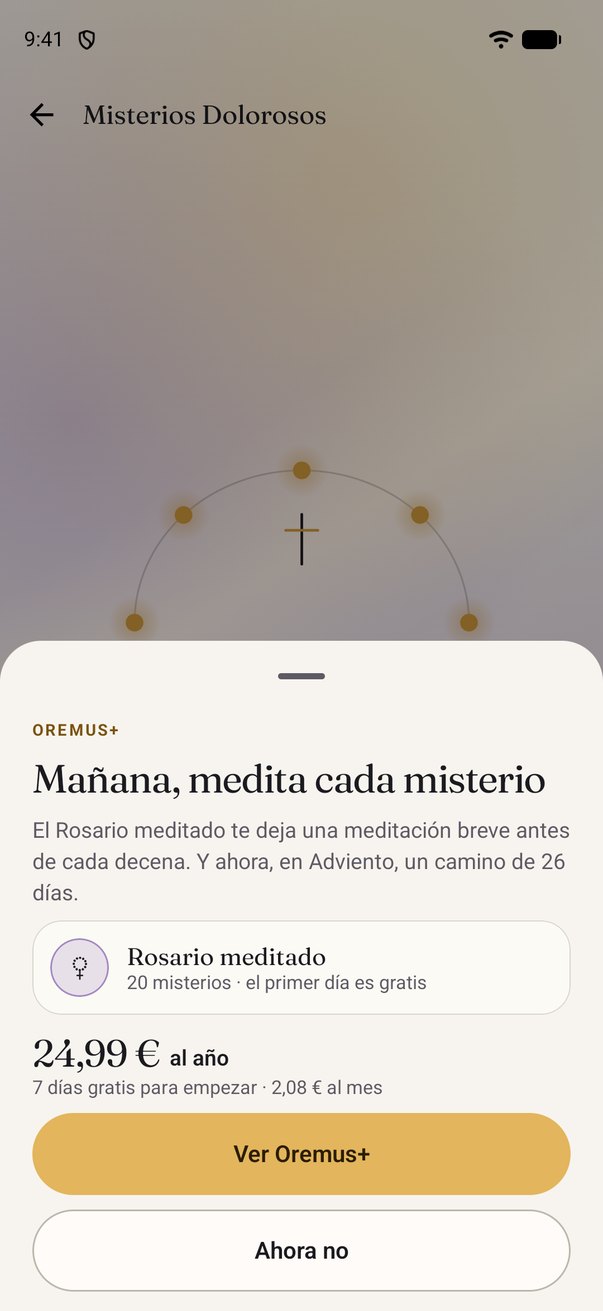 9:41
Misterios Dolorosos
OREMUS+
Mañana, medita cada misterio
El Rosario meditado te deja una meditación breve antes
de cada decena. Y ahora, en Adviento, un camino de 26
días.
Rosario meditado
20 misterios · el primer día es gratis
24,99 € al año
7 días gratis para empezar · 2,08 € al mes
Ver Oremus+
Ahora no